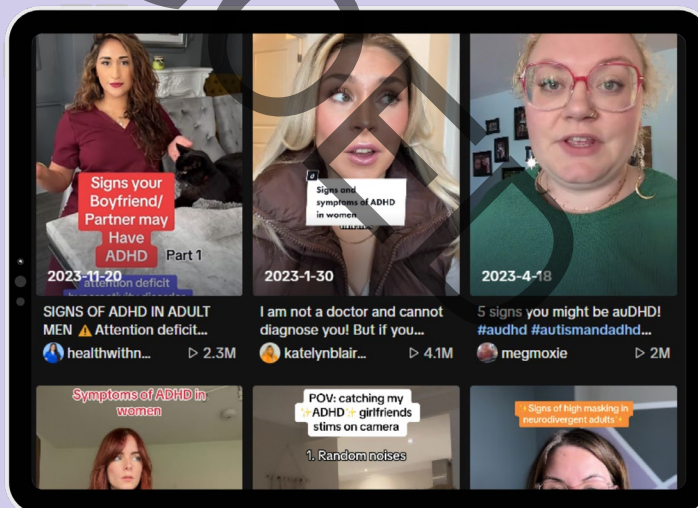 Signs your
Boyfriend/
Partner may
Have
ADHD
Part 1
2023-11-20
attention deficit
hyperactivity disorder
Signs and
symptoms of ADHD
in women
2023-1-30
2023-4-18
SIGNS OF ADHD IN ADULT
MEN ⚠ Attention deficit...
healthwithn...
▷ 2.3M
I am not a doctor and cannot
diagnose you! But if you...
katelynblair...
▷ 4.1M
5 signs you might be auDHD!
#audhd #autismandadhd...
megmoxie
▷ 2M
Symptoms of ADHD in
women
POV: catching my
✨ADHD✨ girlfriends
stims on camera
1. Random noises
✨Signs of high masking in
neurodivergent adults✨